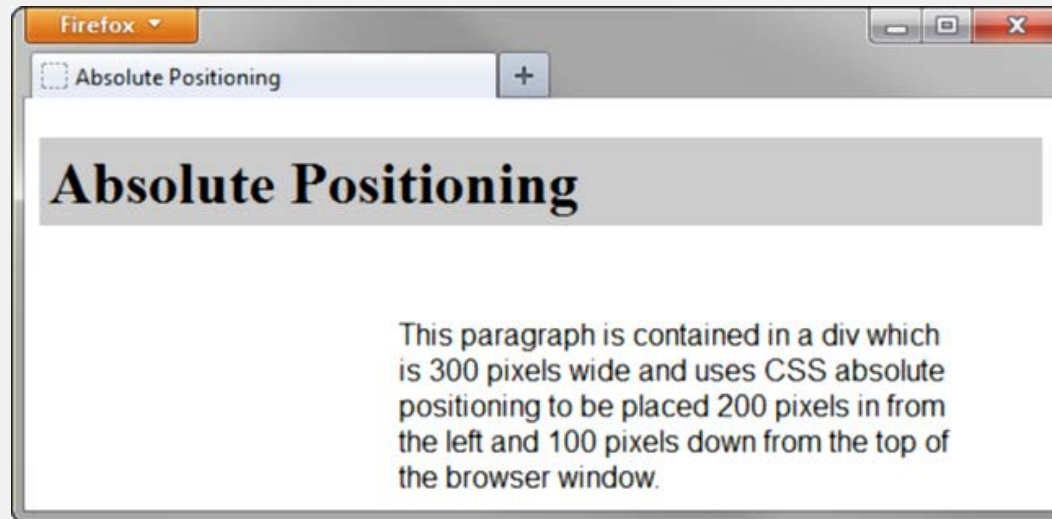 Firefox
Absolute Positioning
Absolute Positioning
This paragraph is contained in a div which
is 300 pixels wide and uses CSS absolute
positioning to be placed 200 pixels in from
the left and 100 pixels down from the top of
the browser window.